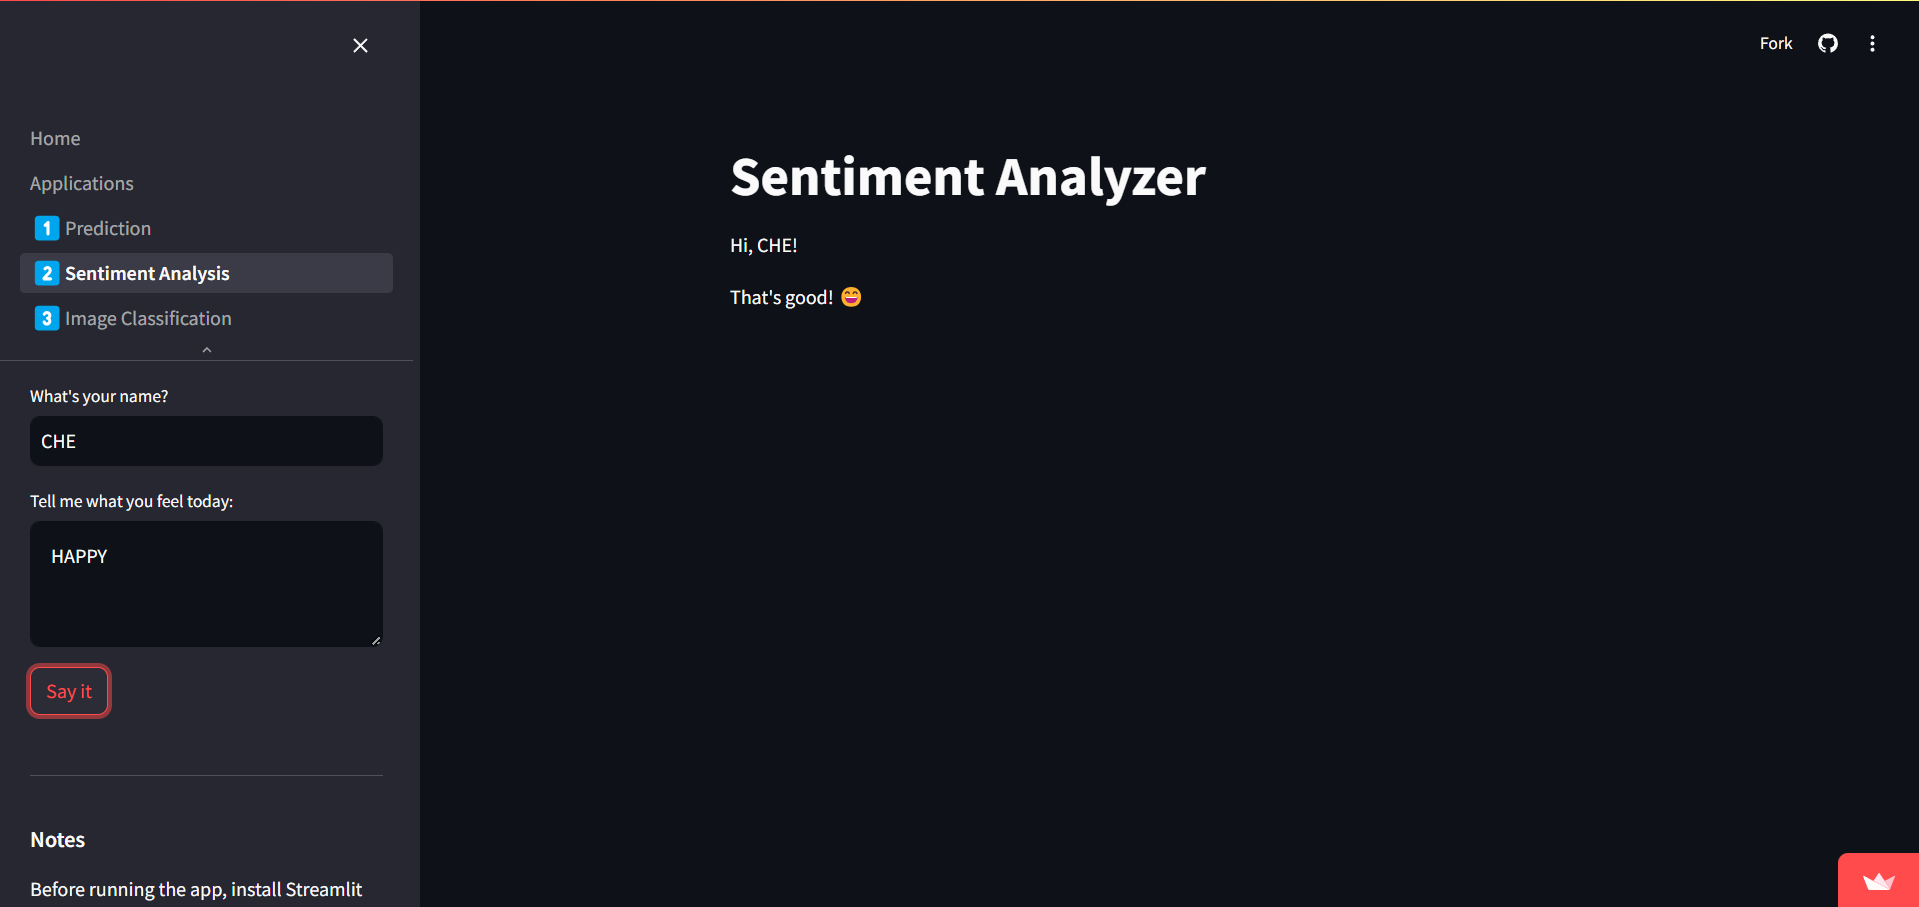 Fork
Home
Applications
1 Prediction
2 Sentiment Analysis
3 Image Classification
What's your name?
CHE
Tell me what you feel today:
HAPPY
Say it
Notes
Before running the app, install Streamlit
Sentiment Analyzer
Hi, CHE!
That's good! 😄